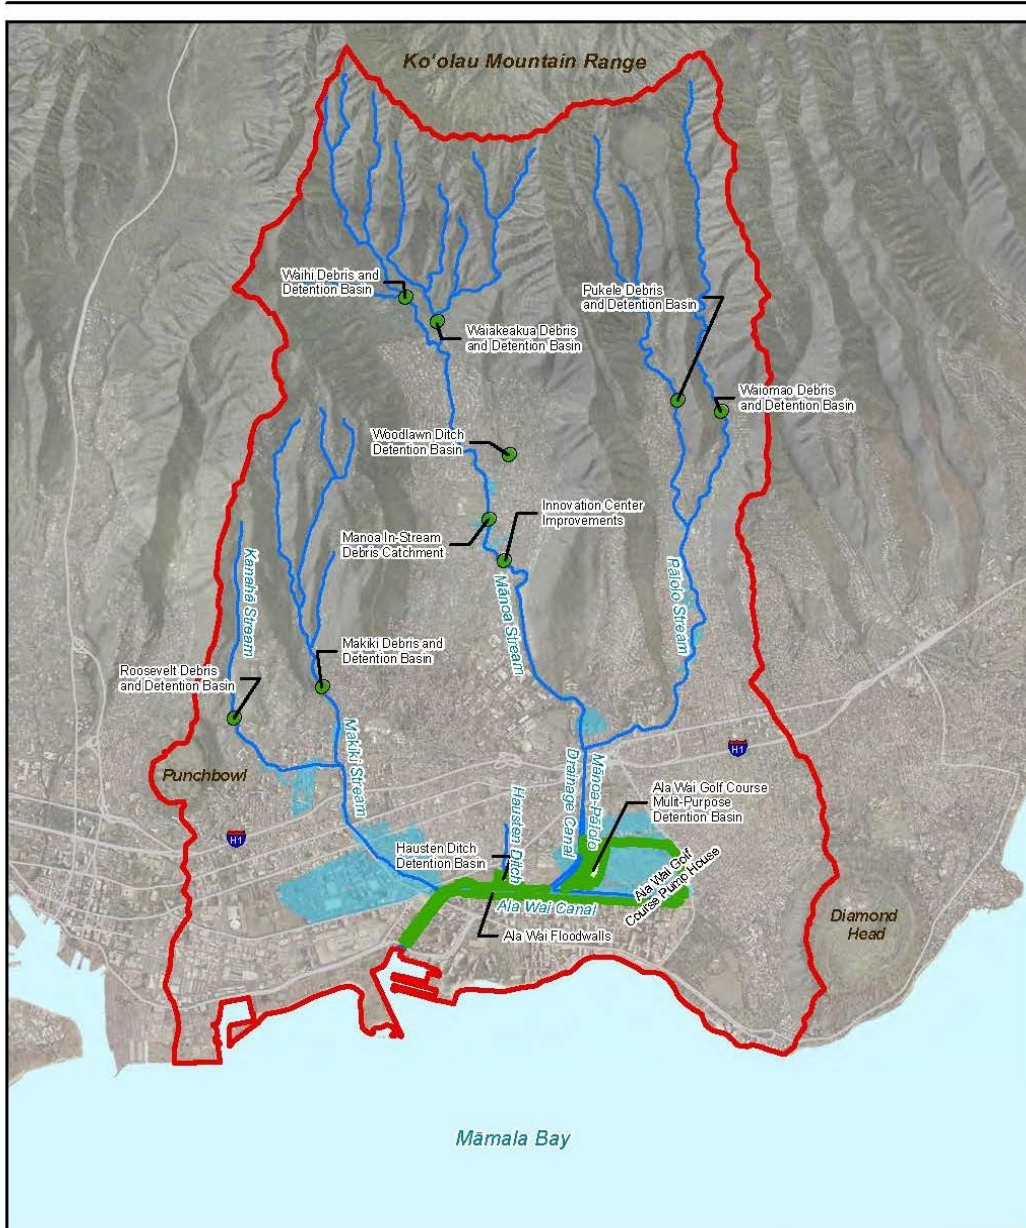 Ko'olau Mountain Range
Waihi Debris and
Detention Basin
Pukele Debris
and Detention Basin
Waiakeakua Debris
and Detention Basin
Waiomao Debris
and Detention Basin
Woodlawn Ditch
Detention Basin
Innovation Center
Improvements
Manoa In-Stream
Debris Catchment
Kanahā Stream
Mānoa Stream
Pālolo Stream
Makiki Debris and
Detention Basin
Roosevelt Debris
and Detention Basin
Makiki Stream
Punchbowl
H1
Mānoa-Pālolo
Drainage Canal
Ala Wai Golf Course
Mulit-Purpose
Detention Basin
H1
Hausten Ditch
Hausten Ditch
Detention Basin
Ala Wai Golf
Course Pump House
Ala Wai Canal
Ala Wai Floodwalls
Diamond
Head
Māmala Bay